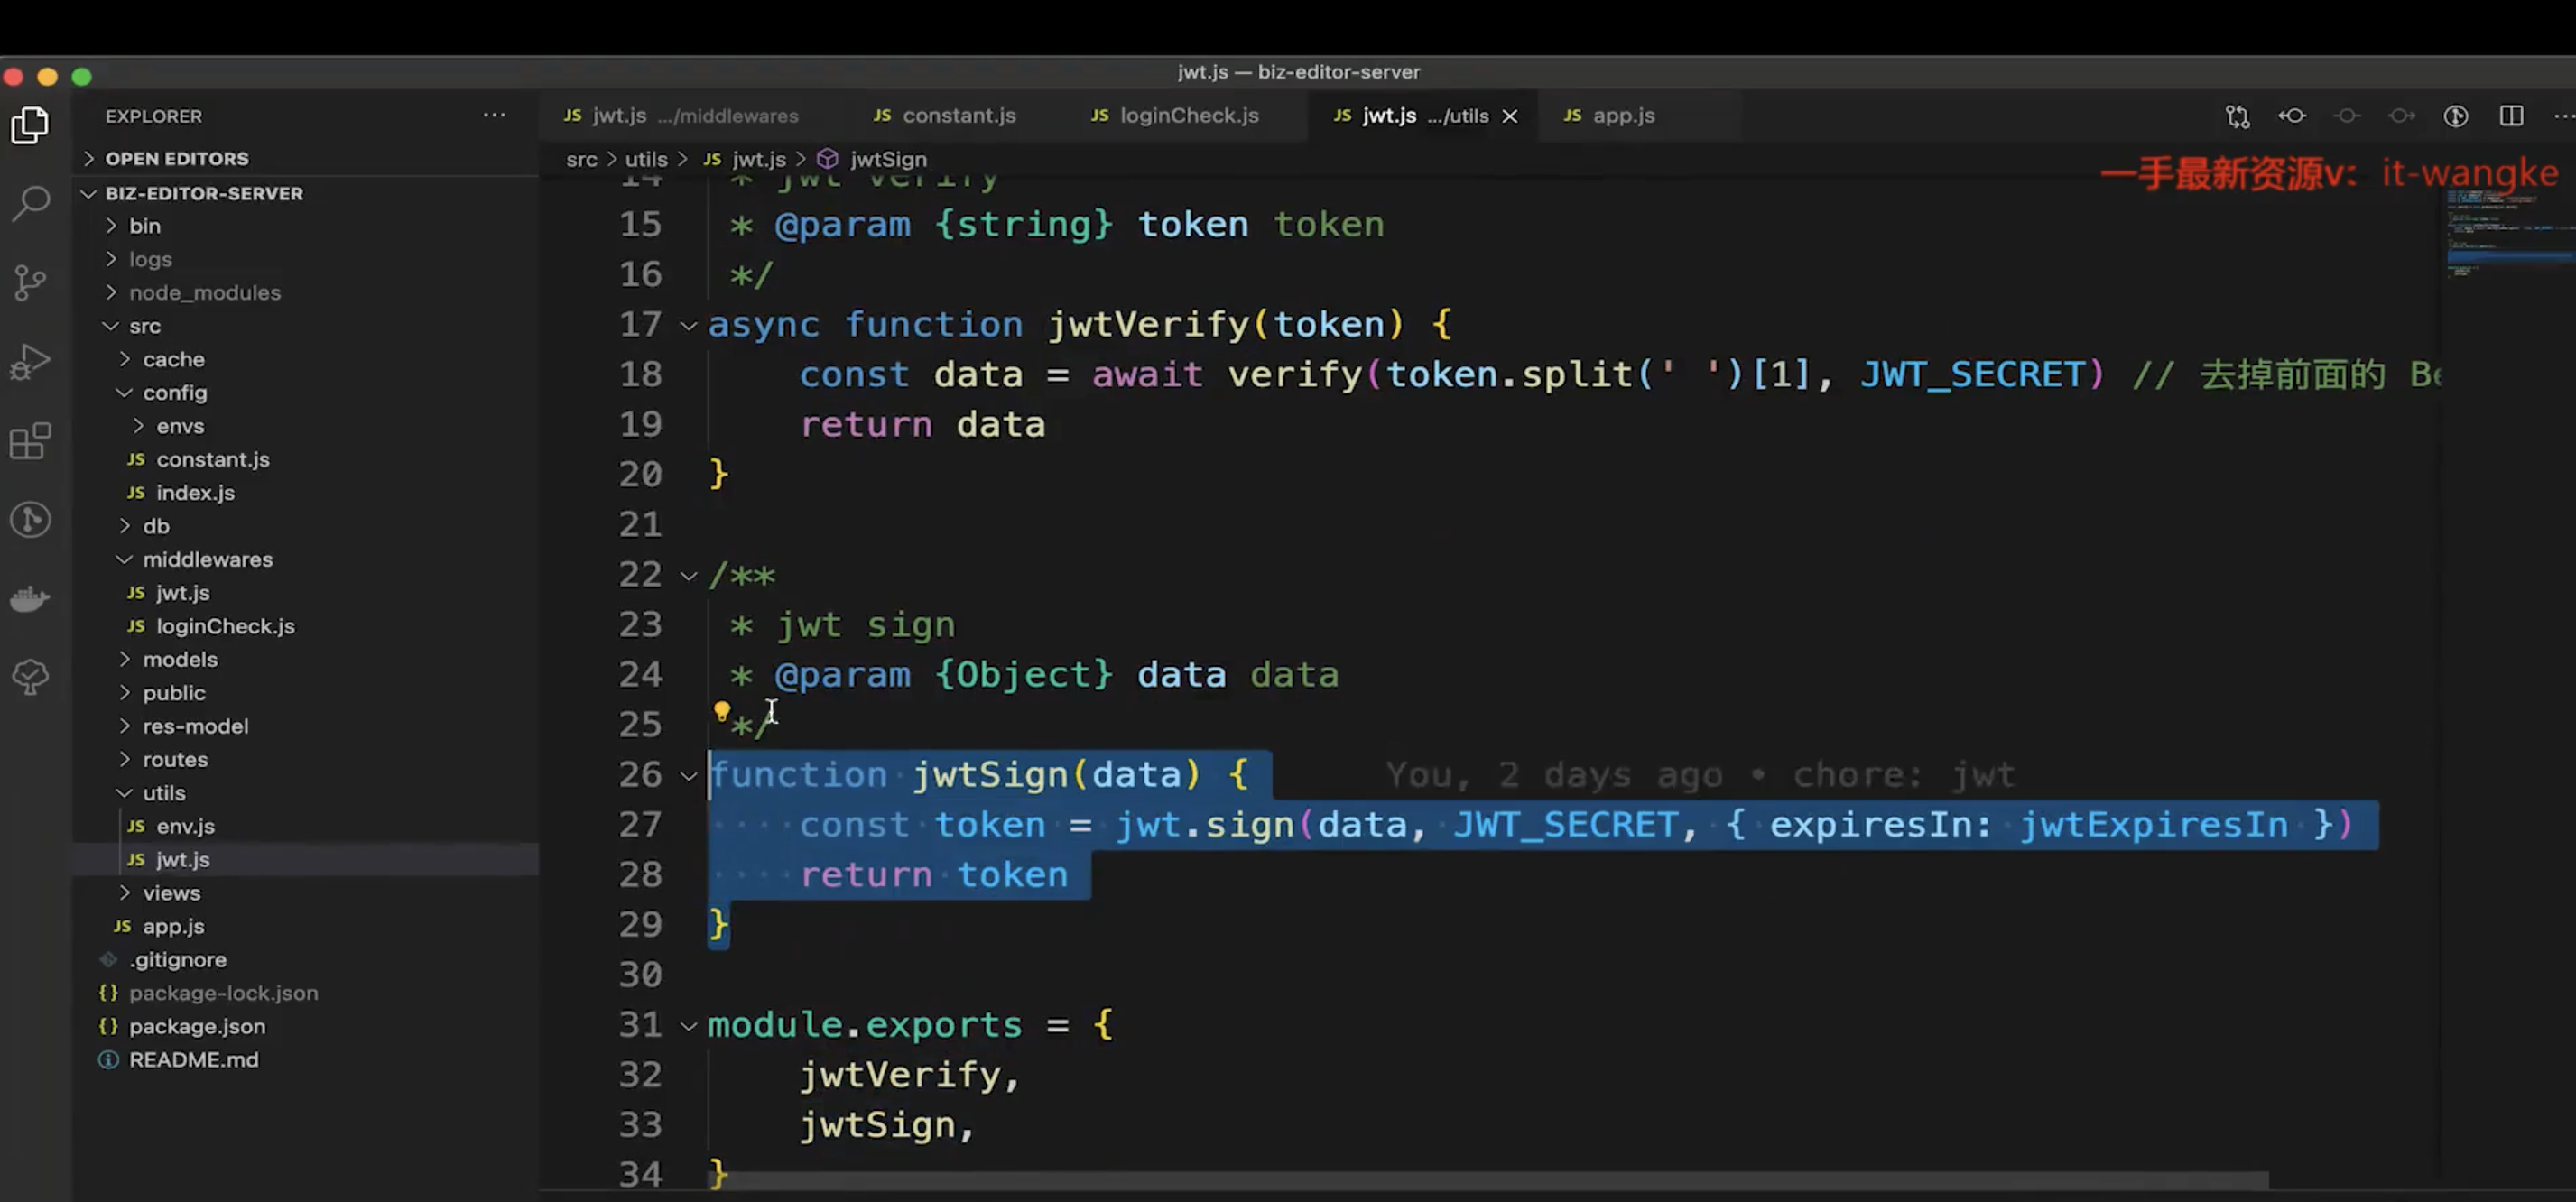 jwt.js — biz-editor-server
EXPLORER
OPEN EDITORS
BIZ-EDITOR-SERVER
bin
logs
node_modules
src
cache
config
envs
JS constant.js
JS index.js
db
middlewares
JS jwt.js
JS loginCheck.js
models
public
res-model
routes
utils
JS env.js
JS jwt.js
views
JS app.js
.gitignore
{} package-lock.json
{} package.json
README.md
JS jwt.js .../middlewares JS constant.js JS loginCheck.js JS jwt.js .../utils JS app.js
src > utils > JS jwt.js > jwtSign
一手最新资源v：it-wangke
14 * jwt verify
15 * @param {string} token token
16 */
17 async function jwtVerify(token) {
18 const data = await verify(token.split(' ')[1], JWT_SECRET) // 去掉前面的
19 return data
20 }
21
22 /**
23 * jwt sign
24 * @param {Object} data data
25 */
26 function jwtSign(data) { You, 2 days ago • chore: jwt
27 const token = jwt.sign(data, JWT_SECRET, { expiresIn: jwtExpiresIn })
28 return token
29 }
30
31 module.exports = {
32 jwtVerify,
33 jwtSign,
34 }